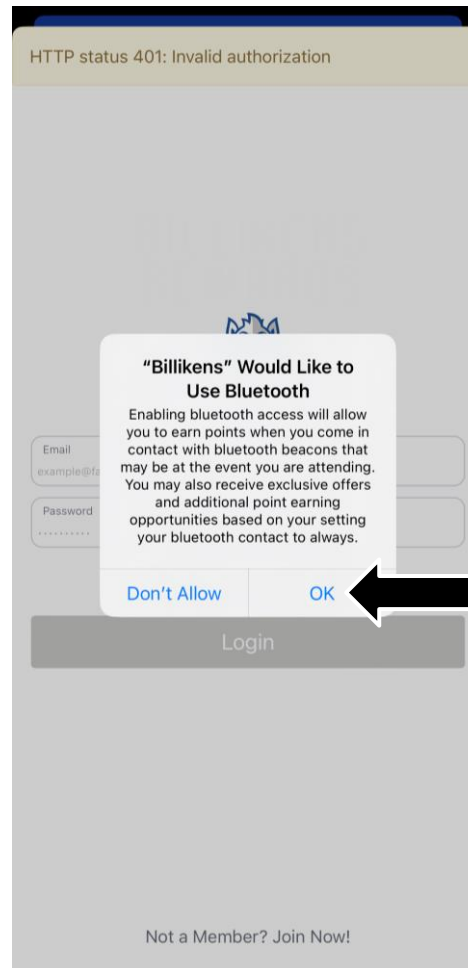 HTTP status 401: Invalid authorization
“Billikens” Would Like to
Use Bluetooth
Enabling bluetooth access will allow
you to earn points when you come in
contact with bluetooth beacons that
may be at the event you are attending.
You may also receive exclusive offers
and additional point earning
opportunities based on your setting
your bluetooth contact to always.
Don’t Allow OK
Email
Password
Login
Not a Member? Join Now!